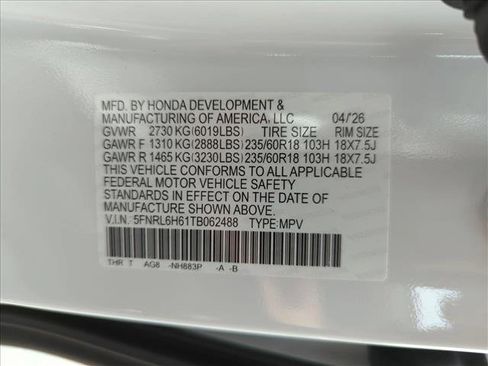 MFD. BY HONDA DEVELOPMENT &
MANUFACTURING OF AMERICA, LLC 04/26
GVWR 2730 KG(6019LBS) TIRE SIZE RIM SIZE
GAWR F 1310 KG(2888LBS) 235/60R18 103H 18X7.5J
GAWR R 1465 KG(3230LBS) 235/60R18 103H 18X7.5J
THIS VEHICLE CONFORMS TO ALL APPLICABLE
FEDERAL MOTOR VEHICLE SAFETY
STANDARDS IN EFFECT ON THE DATE OF
MANUFACTURE SHOWN ABOVE.
V.I.N. 5FNRL6H61TB062488 TYPE: MPV
THR T AG8 -NH883P -A -B